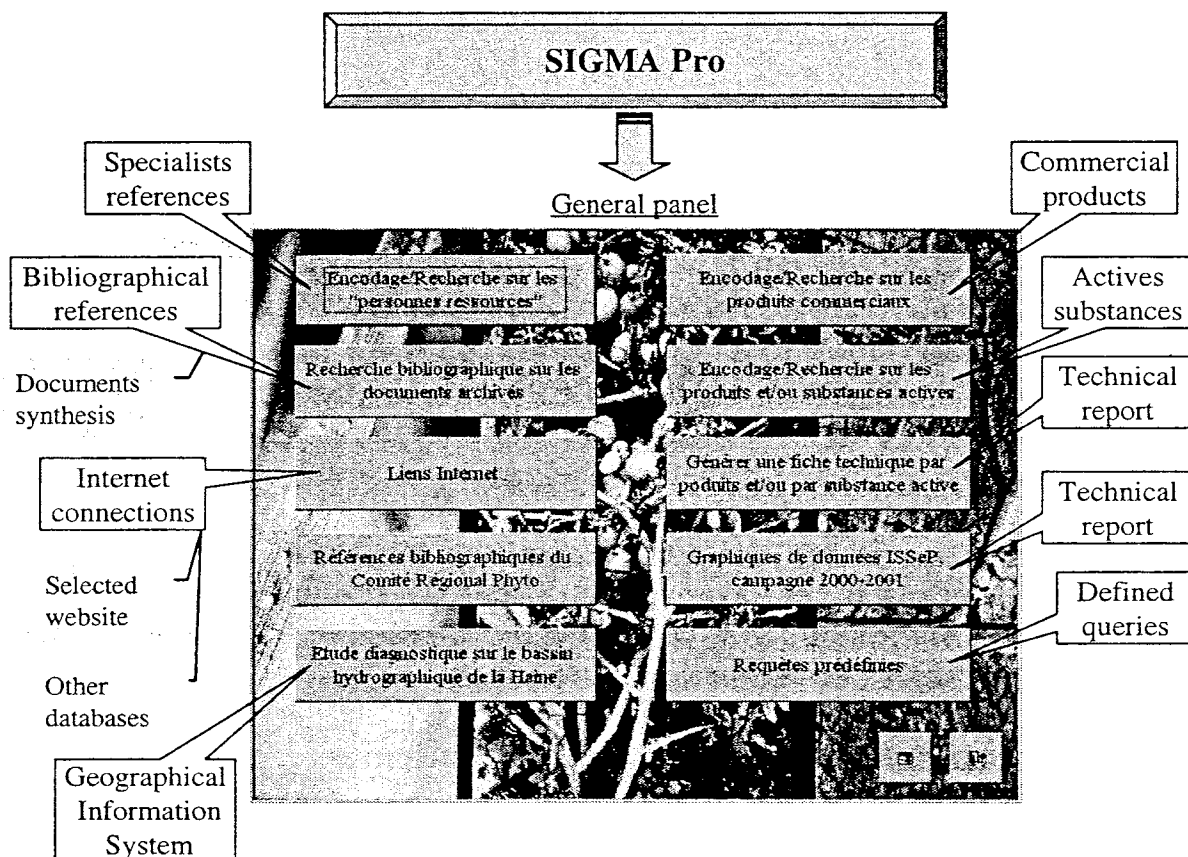 SIGMA Pro
General panel
Specialists
references
Bibliographical
references
Documents
synthesis
Internet
connections
Selected
website
Other
databases
Geographical
Information
System
Encodage/Recherche sur les
"personnes ressources"
Recherche bibliographique sur les
documents archivés
Liens Internet
Références bibliographiques du
Comité Régional Phyto
Etude diagnostique sur le bassin
hydrographique de la Haine
Encodage/Recherche sur les
produits commerciaux
Encodage/Recherche sur les
produits et/ou substances actives
Générer une fiche technique par
poduits et/ou par substance active
Graphiques de données ISSeP,
campagne 2000-2001
Requêtes prédéfinies
Commercial
products
Actives
substances
Technical
report
Technical
report
Defined
queries